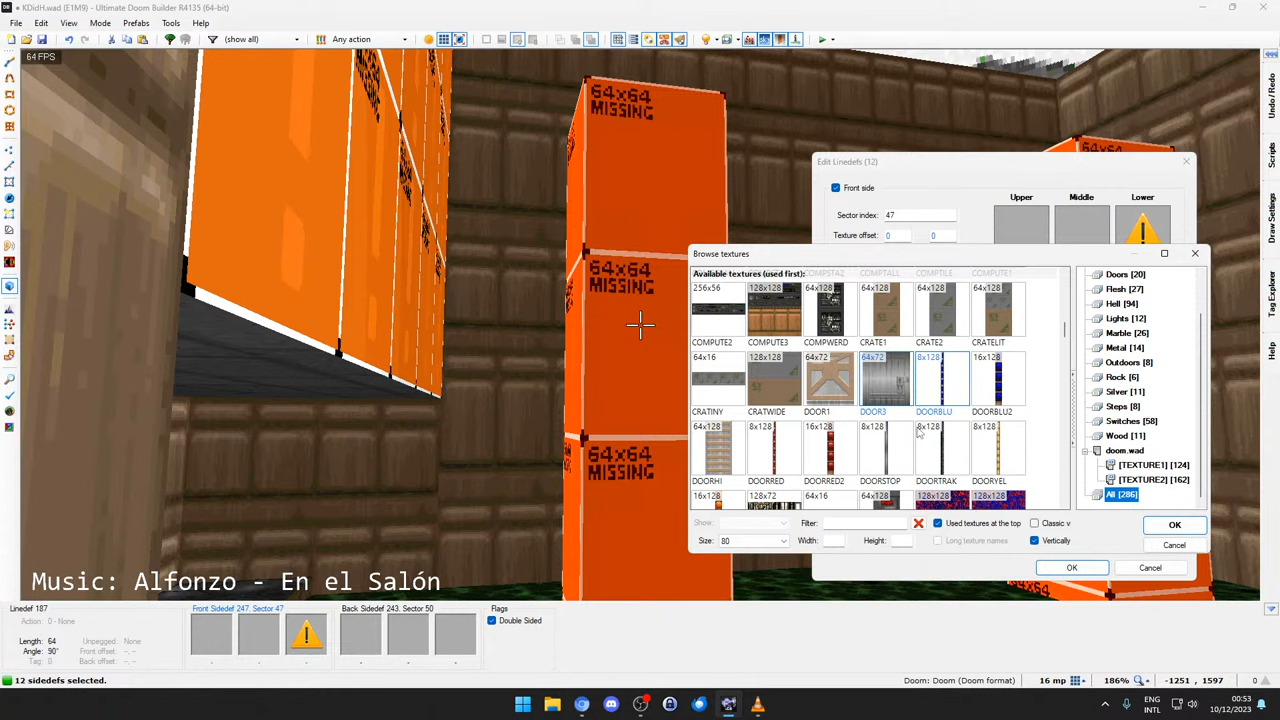 KDidH.wad (E1M9) - Ultimate Doom Builder R4135 (64-bit)
File Edit View Mode Prefabs Tools Help
(show all) Any action
64 FPS
64x64
MISSING
64x64
MISSING
64x64
MISSING
Undo / Redo
Scripts
Draw Settings
Tag Explorer
Help
Edit Linedefs (12)
Front side
Upper Middle Lower
Sector index: 47
Texture offset: 0 0
Browse textures
Available textures (used first):
256x56 128x128 64x128 64x128 64x128 64x128
COMPUTE2 COMPUTE3 COMPWERD CRATE1 CRATE2 CRATELIT
64x16 128x128 64x72 64x72 8x128 16x128
CRATINY CRATWIDE DOOR1 DOOR3 DOORBLU DOORBLU2
64x128 8x128 16x128 8x128 8x128 8x128
DOORHI DOORRED DOORRED2 DOORSTOP DOORTRAK DOORYEL
16x128 128x72 64x16 64x128 128x128 128x128
Doors [20]
Flesh [27]
Hell [94]
Lights [12]
Marble [26]
Metal [14]
Outdoors [8]
Rock [6]
Silver [11]
Steps [8]
Switches [58]
Wood [11]
doom.wad
[TEXTURE1] [124]
[TEXTURE2] [162]
All [286]
Show: Filter: Used textures at the top Classic v
Size: 80 Width: Height: Long texture names Vertically
OK
Cancel
OK Cancel
Music: Alfonzo - En el Salón
Linedef 187
Action: 0 - None
Length: 64 Unpegged: None
Angle: 90° Front offset: --, --
Tag: 0 Back offset: --, --
Front Sidedef 247. Sector 47
Back Sidedef 243. Sector 50
Flags
Double Sided
12 sidedefs selected.
Doom: Doom (Doom format) 16 mp 186% -1251 , 1597 0
ENG
INTL
00:53
10/12/2023